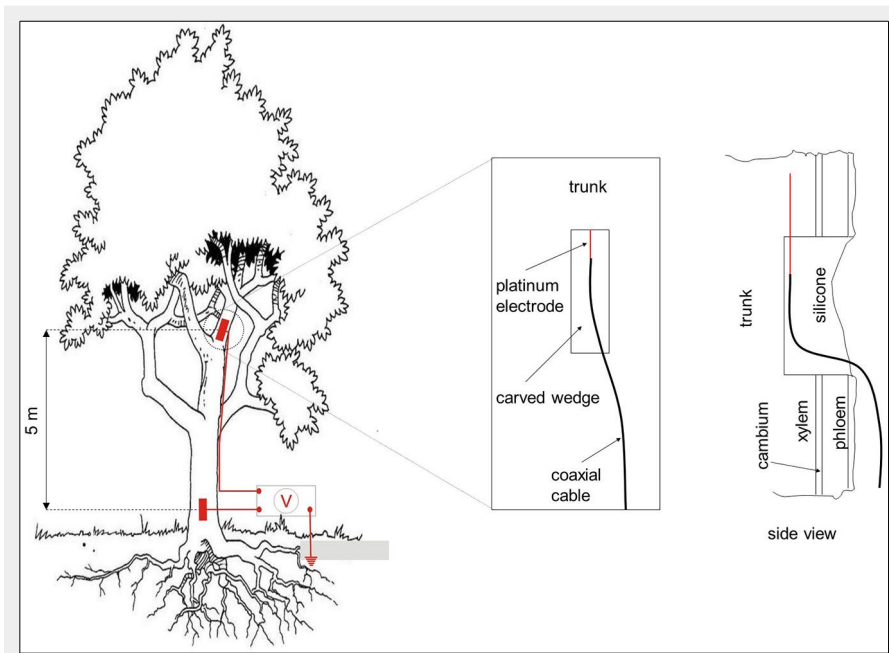 5 m
V
trunk
platinum
electrode
carved wedge
coaxial
cable
trunk
silicone
cambium
xylem
phloem
side view